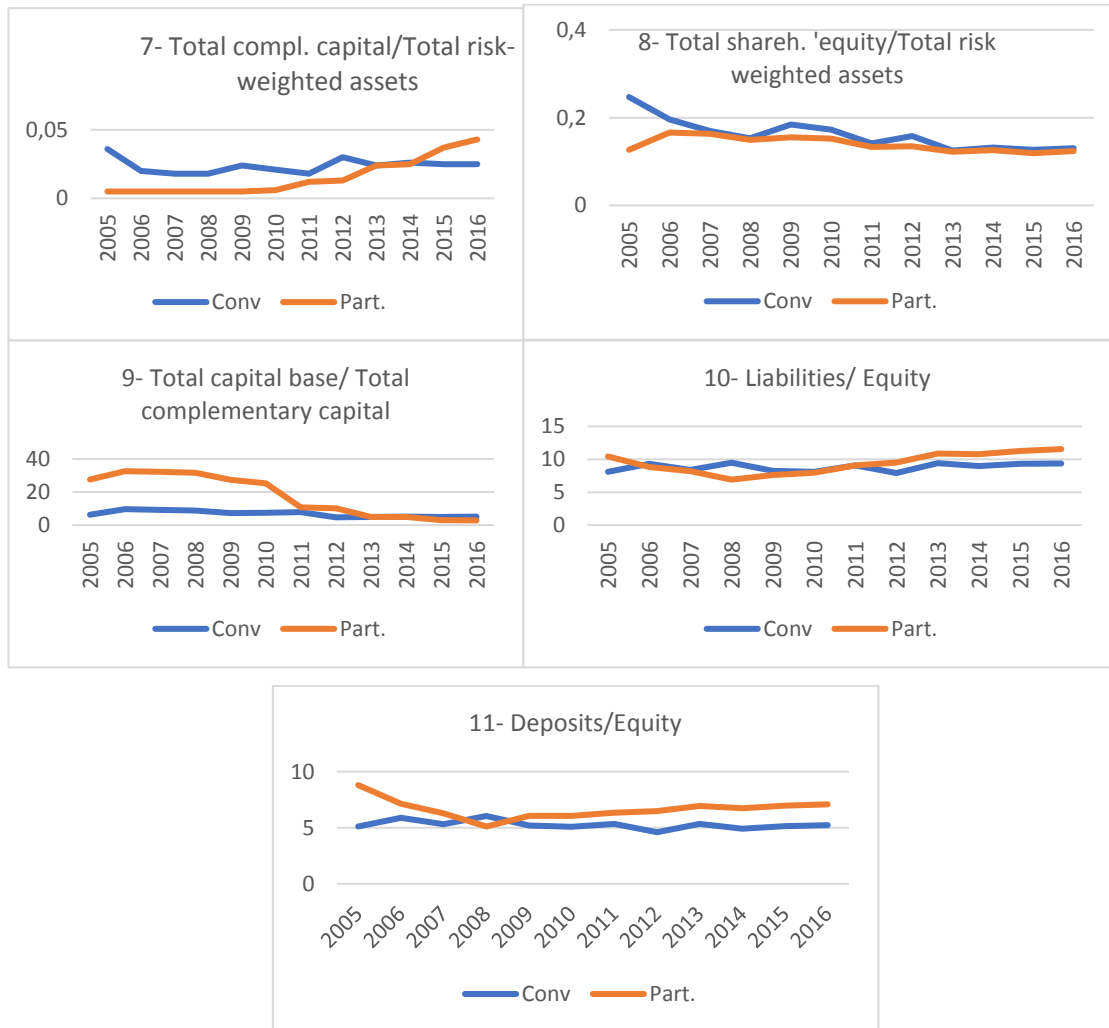 7- Total compl. capital/Total risk-
weighted assets
0,05
0
2005 2006 2007 2008 2009 2010 2011 2012 2013 2014 2015 2016
Conv Part.
8- Total shareh. 'equity/Total risk
weighted assets
0,4
0,2
0
2005 2006 2007 2008 2009 2010 2011 2012 2013 2014 2015 2016
Conv Part.
9- Total capital base/ Total
complementary capital
40
20
0
2005 2006 2007 2008 2009 2010 2011 2012 2013 2014 2015 2016
Conv Part.
10- Liabilities/ Equity
15
10
5
0
2005 2006 2007 2008 2009 2010 2011 2012 2013 2014 2015 2016
Conv Part.
11- Deposits/Equity
10
5
0
2005 2006 2007 2008 2009 2010 2011 2012 2013 2014 2015 2016
Conv Part.